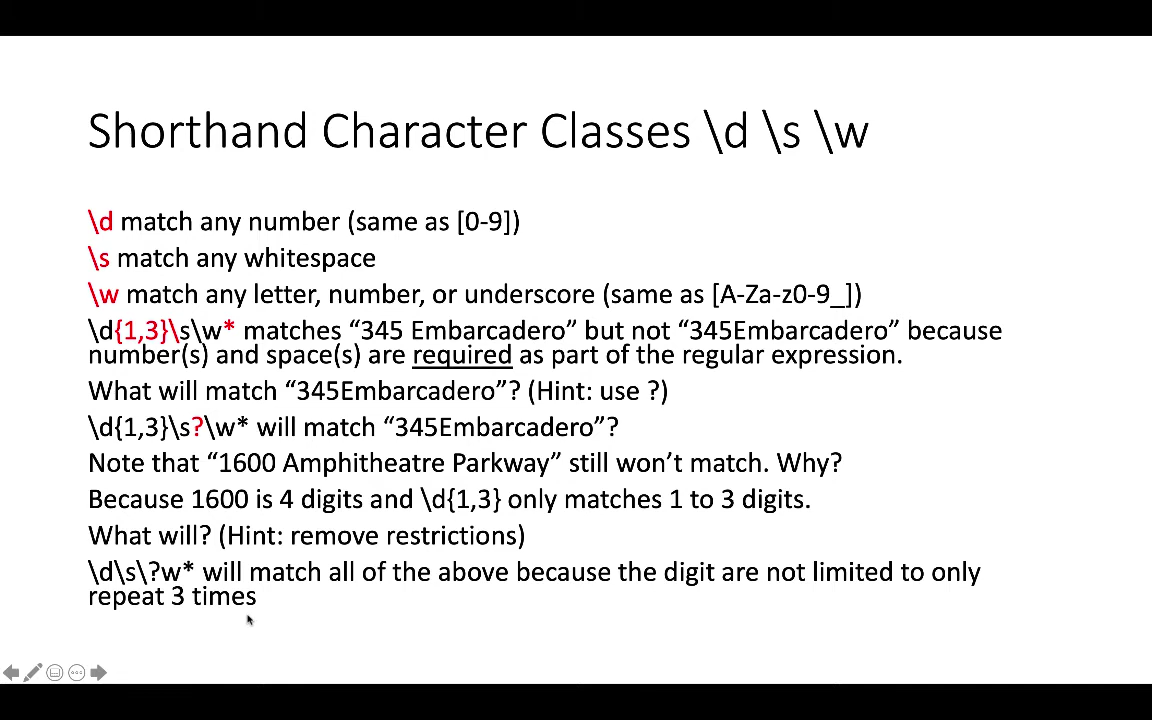 Shorthand Character Classes \d \s \w
\d match any number (same as [0-9])
\s match any whitespace
\w match any letter, number, or underscore (same as [A-Za-z0-9_])
\d{1,3}\s\w* matches “345 Embarcadero” but not “345Embarcadero” because
number(s) and space(s) are required as part of the regular expression.
What will match “345Embarcadero”? (Hint: use ?)
\d{1,3}\s?\w* will match “345Embarcadero”?
Note that “1600 Amphitheatre Parkway” still won’t match. Why?
Because 1600 is 4 digits and \d{1,3} only matches 1 to 3 digits.
What will? (Hint: remove restrictions)
\d\s\?w* will match all of the above because the digit are not limited to only
repeat 3 times